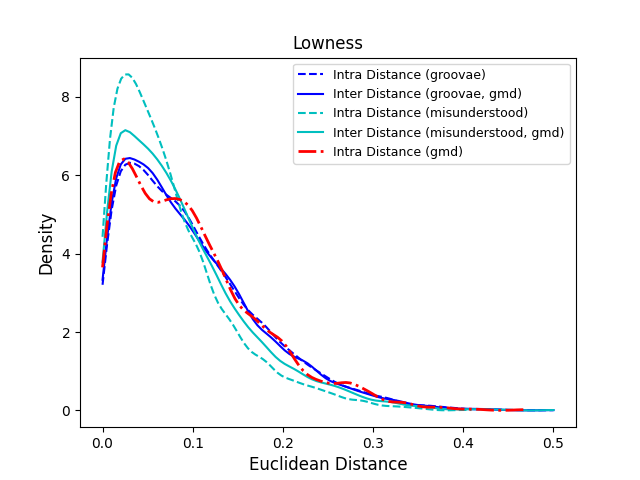 Lowness
Intra Distance (groovae)
Inter Distance (groovae, gmd)
Intra Distance (misunderstood)
Inter Distance (misunderstood, gmd)
Intra Distance (gmd)
Density
8
6
4
2
0
0.0 0.1 0.2 0.3 0.4 0.5
Euclidean Distance